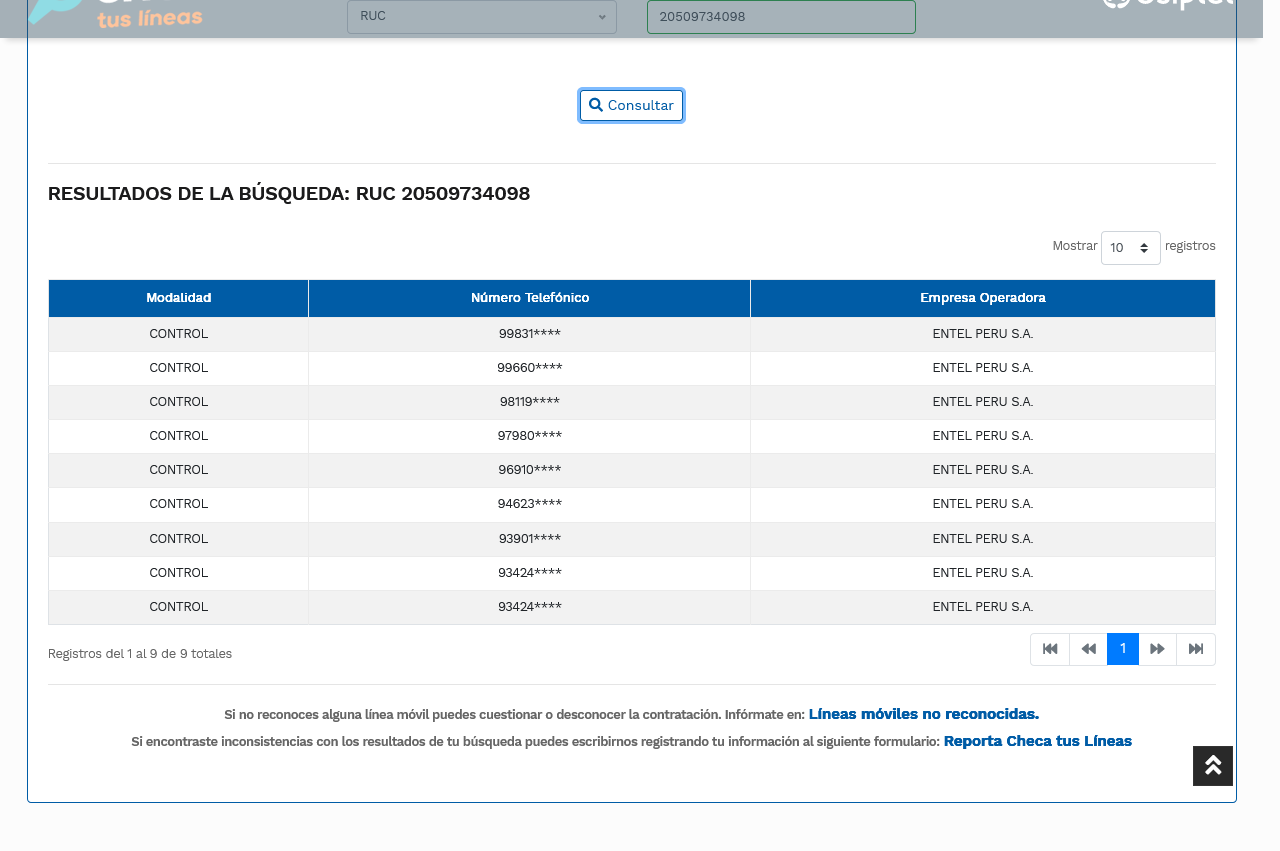 tus líneas
RUC
20509734098
Consultar
RESULTADOS DE LA BÚSQUEDA: RUC 20509734098
Mostrar 10 registros
Modalidad Número Telefónico Empresa Operadora
CONTROL 99831**** ENTEL PERU S.A.
CONTROL 99660**** ENTEL PERU S.A.
CONTROL 98119**** ENTEL PERU S.A.
CONTROL 97980**** ENTEL PERU S.A.
CONTROL 96910**** ENTEL PERU S.A.
CONTROL 94623**** ENTEL PERU S.A.
CONTROL 93901**** ENTEL PERU S.A.
CONTROL 93424**** ENTEL PERU S.A.
CONTROL 93424**** ENTEL PERU S.A.
Registros del 1 al 9 de 9 totales
1
Si no reconoces alguna línea móvil puedes cuestionar o desconocer la contratación. Infórmate en: Líneas móviles no reconocidas.
Si encontraste inconsistencias con los resultados de tu búsqueda puedes escribirnos registrando tu información al siguiente formulario: Reporta Checa tus Líneas